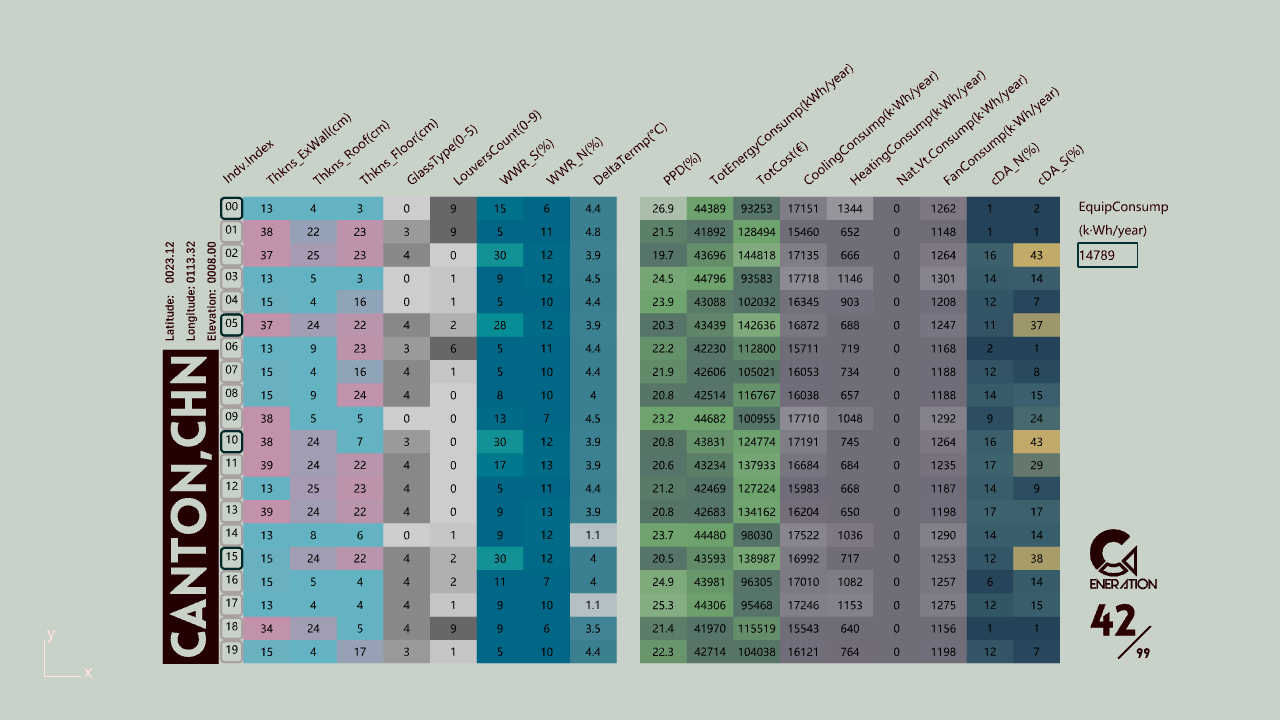 Indv.Index Thkns_ExWall(cm) Thkns_Roof(cm) Thkns_Floor(cm) GlassType(0-5) LouversCount(0-9) WWR_S(%) WWR_N(%) DeltaTermp(°C) PPD(%) TotEnergyConsump(kWh/year) TotCost(€) CoolingConsump(k·Wh/year) HeatingConsump(k·Wh/year) Nat.Vt.Consump(k·Wh/year) FanConsump(k·Wh/year) cDA_N(%) cDA_S(%)
00 13 4 3 0 9 15 6 4.4 26.9 44389 93253 17151 1344 0 1262 1 2
01 38 22 23 3 9 5 11 4.8 21.5 41892 128494 15460 652 0 1148 1 1
02 37 25 23 4 0 30 12 3.9 19.7 43696 144818 17135 666 0 1264 16 43
03 13 5 3 0 1 9 12 4.5 24.5 44796 93583 17718 1146 0 1301 14 14
04 15 4 16 0 1 5 10 4.4 23.9 43088 102032 16345 903 0 1208 12 7
05 37 24 22 4 2 28 12 3.9 20.3 43439 142636 16872 688 0 1247 11 37
06 13 9 23 3 6 5 11 4.4 22.2 42230 112800 15711 719 0 1168 2 1
07 15 4 16 4 1 5 10 4.4 21.9 42606 105021 16053 734 0 1188 12 8
08 15 9 24 4 0 8 10 4 20.8 42514 116767 16038 657 0 1188 14 15
09 38 5 5 0 0 13 7 4.5 23.2 44682 100955 17710 1048 0 1292 9 24
10 38 24 7 3 0 30 12 3.9 20.8 43831 124774 17191 745 0 1264 16 43
11 39 24 22 4 0 17 13 3.9 20.6 43234 137933 16684 684 0 1235 17 29
12 13 25 23 4 0 5 11 4.4 21.2 42469 127224 15983 668 0 1187 14 9
13 39 24 22 4 0 9 13 3.9 20.8 42683 134162 16204 650 0 1198 17 17
14 13 8 6 0 1 9 12 1.1 23.7 44480 98030 17522 1036 0 1290 14 14
15 15 24 22 4 2 30 12 4 20.5 43593 138987 16992 717 0 1253 12 38
16 15 5 4 4 2 11 7 4 24.9 43981 96305 17010 1082 0 1257 6 14
17 13 4 4 4 1 9 10 1.1 25.3 44306 95468 17246 1153 0 1275 12 15
18 34 24 5 4 9 9 6 3.5 21.4 41970 115519 15543 640 0 1156 1 1
19 15 4 17 3 1 5 10 4.4 22.3 42714 104038 16121 764 0 1198 12 7
Latitude: 0023.12
Longitude: 0113.32
Elevation: 0008.00
CANTON,CHN
EquipConsump
(k·Wh/year)
14789
ENERATION
42/99
y
x